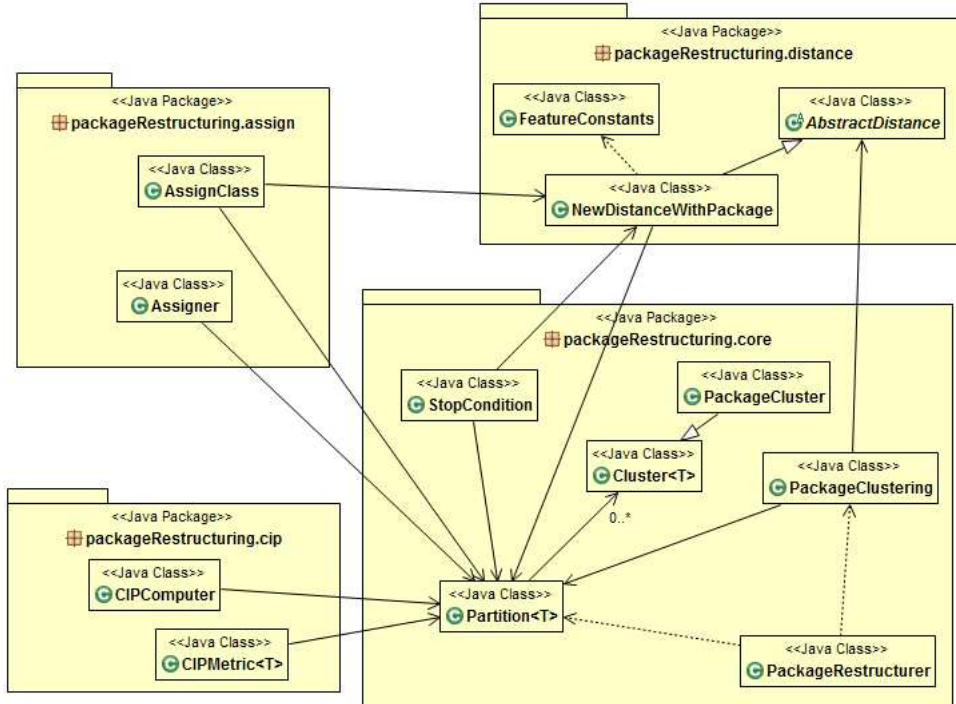 <<Java Package>>
packageRestructuring.distance
<<Java Class>>
FeatureConstants
<<Java Class>>
AbstractDistance
<<Java Class>>
NewDistanceWithPackage
<<Java Package>>
packageRestructuring.assign
<<Java Class>>
AssignClass
<<Java Class>>
Assigner
<<Java Package>>
packageRestructuring.core
<<Java Class>>
StopCondition
<<Java Class>>
PackageCluster
<<Java Class>>
Cluster<T>
<<Java Class>>
PackageClustering
0..*
<<Java Class>>
Partition<T>
<<Java Class>>
PackageRestructurer
<<Java Package>>
packageRestructuring.cip
<<Java Class>>
CIPComputer
<<Java Class>>
CIPMetric<T>